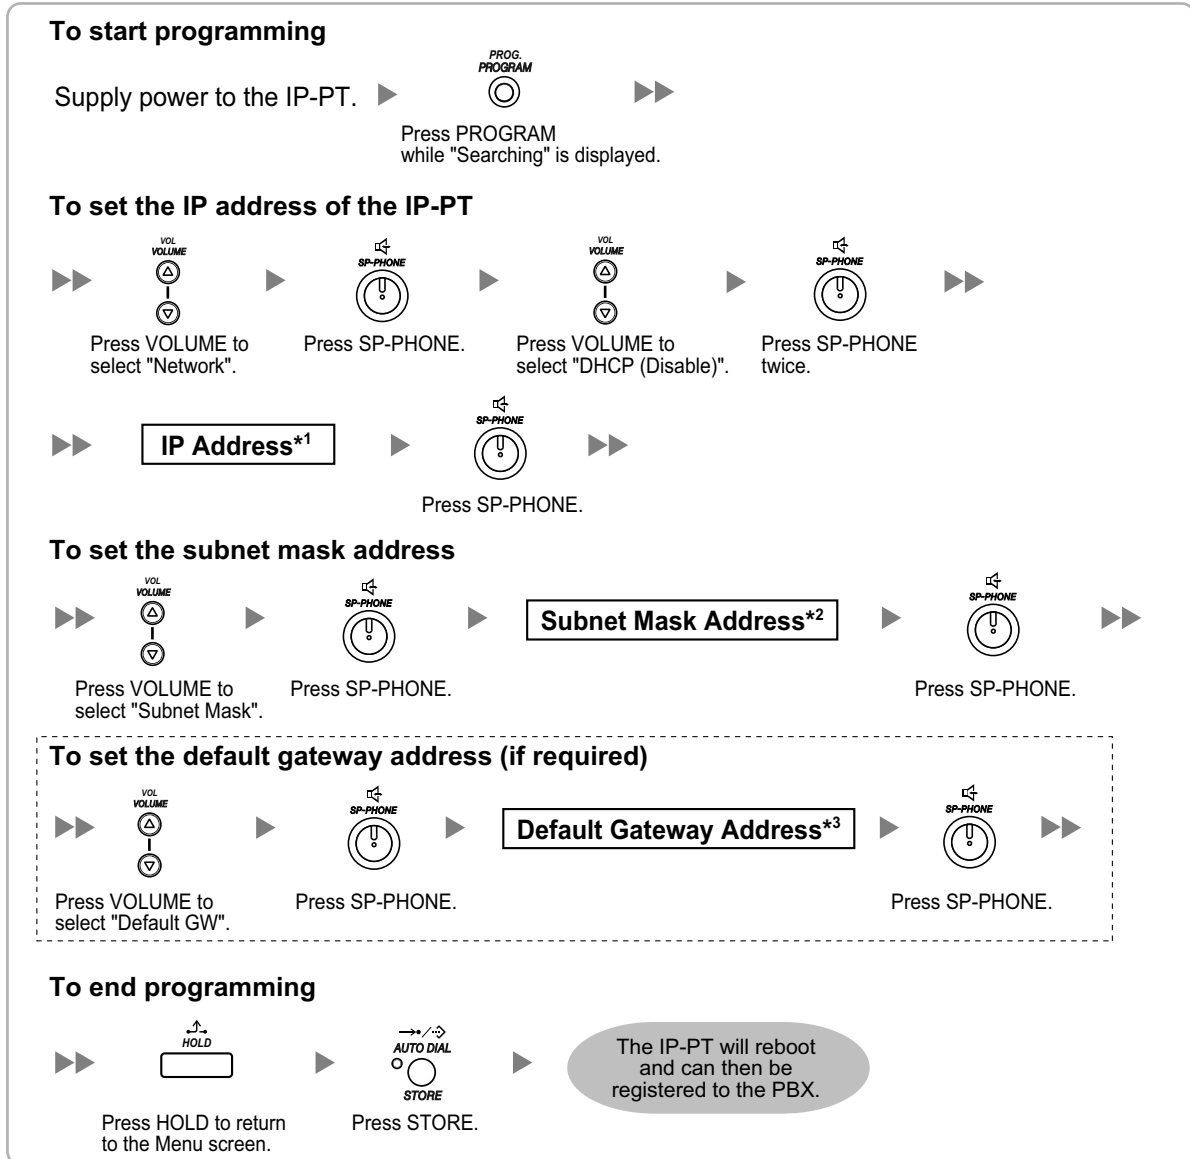 To start programming
PROG.
PROGRAM
Supply power to the IP-PT.
Press PROGRAM
while "Searching" is displayed.
To set the IP address of the IP-PT
VOL
VOLUME
SP-PHONE
VOL
VOLUME
SP-PHONE
Press VOLUME to
select "Network".
Press SP-PHONE.
Press VOLUME to
select "DHCP (Disable)".
Press SP-PHONE
twice.
IP Address*1
SP-PHONE
Press SP-PHONE.
To set the subnet mask address
VOL
VOLUME
SP-PHONE
Subnet Mask Address*2
SP-PHONE
Press VOLUME to
select "Subnet Mask".
Press SP-PHONE.
Press SP-PHONE.
To set the default gateway address (if required)
VOL
VOLUME
SP-PHONE
Default Gateway Address*3
SP-PHONE
Press VOLUME to
select "Default GW".
Press SP-PHONE.
Press SP-PHONE.
To end programming
HOLD
AUTO DIAL
STORE
The IP-PT will reboot
and can then be
registered to the PBX.
Press HOLD to return
to the Menu screen.
Press STORE.